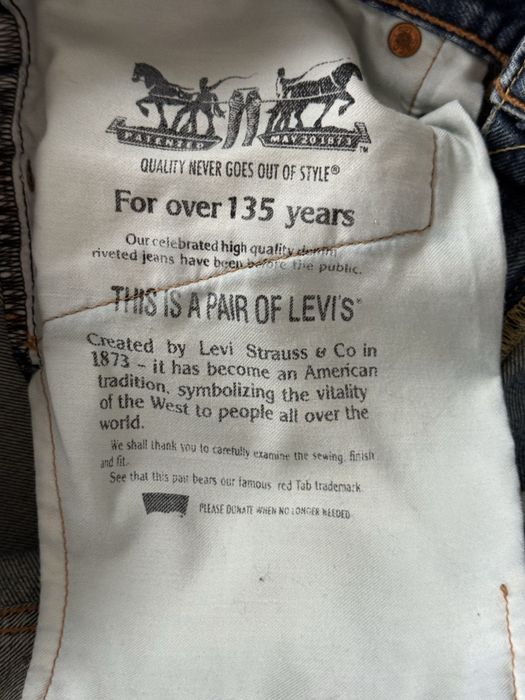 PATENTED MAY 20 1873 TM
QUALITY NEVER GOES OUT OF STYLE®
For over 135 years
Our celebrated high quality denim
riveted jeans have been before the public.
THIS IS A PAIR OF LEVI'S®
Created by Levi Strauss & Co in
1873 – it has become an American
tradition, symbolizing the vitality
of the West to people all over the
world.
We shall thank you to carefully examine the sewing, finish
and fit.
See that this pair bears our famous red Tab trademark
PLEASE DONATE WHEN NO LONGER NEEDED